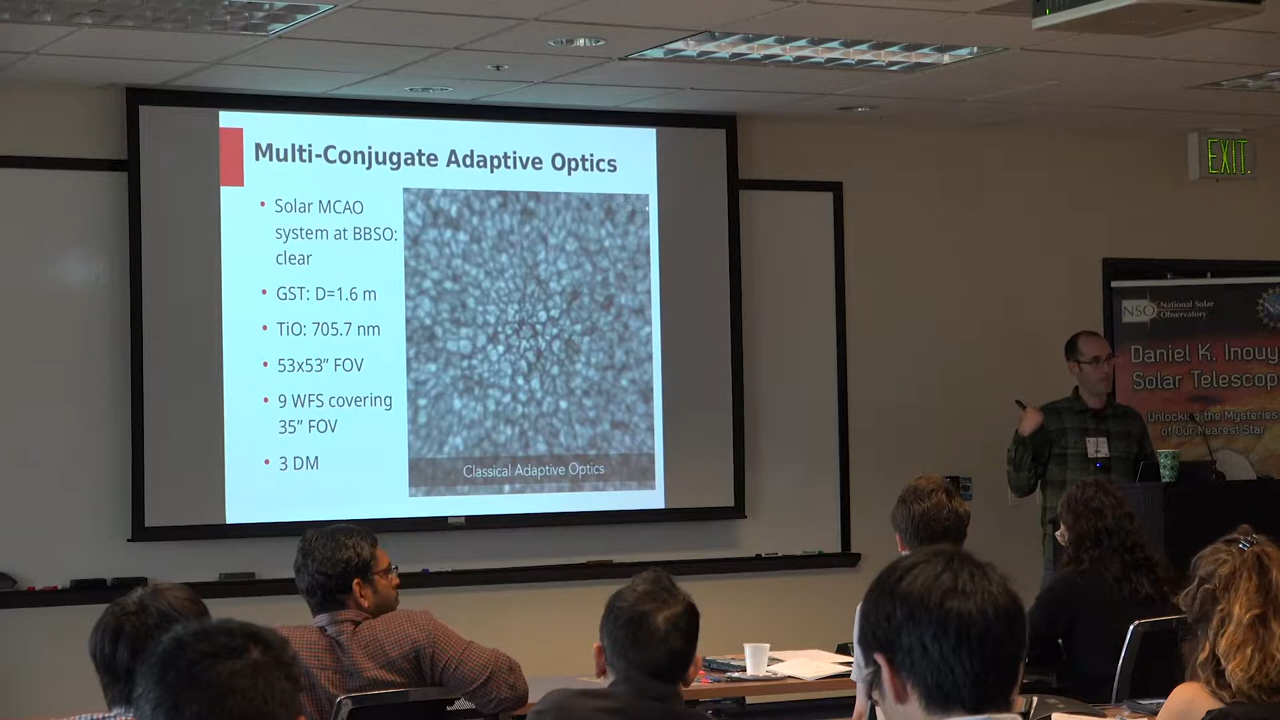 Multi-Conjugate Adaptive Optics
• Solar MCAO
system at BBSO:
clear
• GST: D=1.6 m
• TiO: 705.7 nm
• 53x53” FOV
• 9 WFS covering
35” FOV
• 3 DM
Classical Adaptive Optics
EXIT
NSO National Solar
Observatory
Daniel K. Inouy
Solar Telescop
Unlocking the Mysteries
of Our Nearest Star